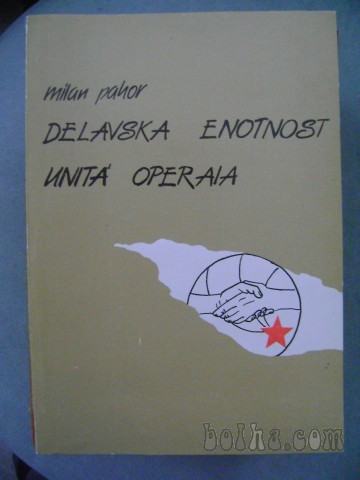 milan pahor
DELAVSKA ENOTNOST
UNITÁ OPERAIA
bolha.com